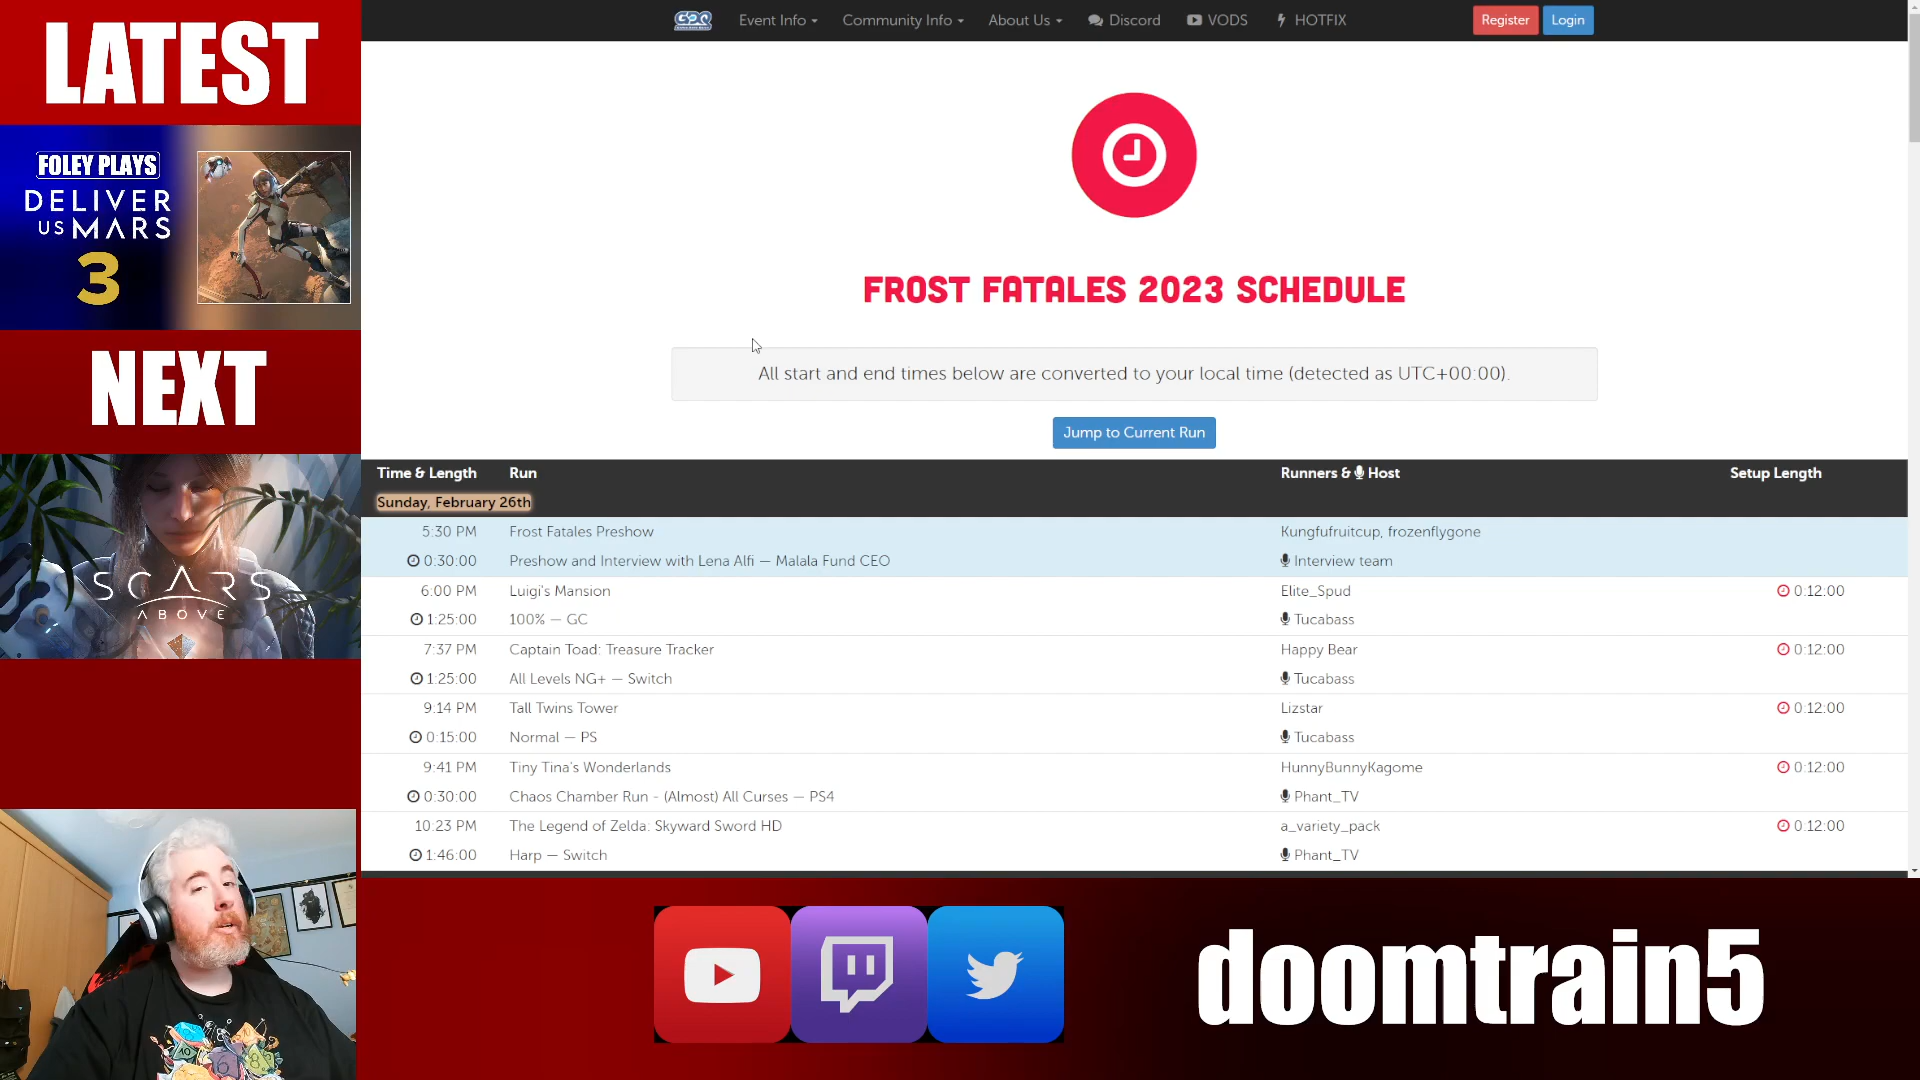 LATEST
FOLEY PLAYS
DELIVER
US MARS
3
NEXT
SCARS
ABOVE
GDQ
Event Info
Community Info
About Us
Discord
VODS
HOTFIX
Register
Login
FROST FATALES 2023 SCHEDULE
All start and end times below are converted to your local time (detected as UTC+00:00).
Jump to Current Run
Time & Length Run Runners & Host Setup Length
Sunday, February 26th
5:30 PM Frost Fatales Preshow Kungfufruitcup, frozenflygone
0:30:00 Preshow and Interview with Lena Alfi — Malala Fund CEO Interview team
6:00 PM Luigi's Mansion Elite_Spud 0:12:00
1:25:00 100% — GC Tucabass
7:37 PM Captain Toad: Treasure Tracker Happy Bear 0:12:00
1:25:00 All Levels NG+ — Switch Tucabass
9:14 PM Tall Twins Tower Lizstar 0:12:00
0:15:00 Normal — PS Tucabass
9:41 PM Tiny Tina's Wonderlands HunnyBunnyKagome 0:12:00
0:30:00 Chaos Chamber Run - (Almost) All Curses — PS4 Phant_TV
10:23 PM The Legend of Zelda: Skyward Sword HD a_variety_pack 0:12:00
1:46:00 Harp — Switch Phant_TV
doomtrain5